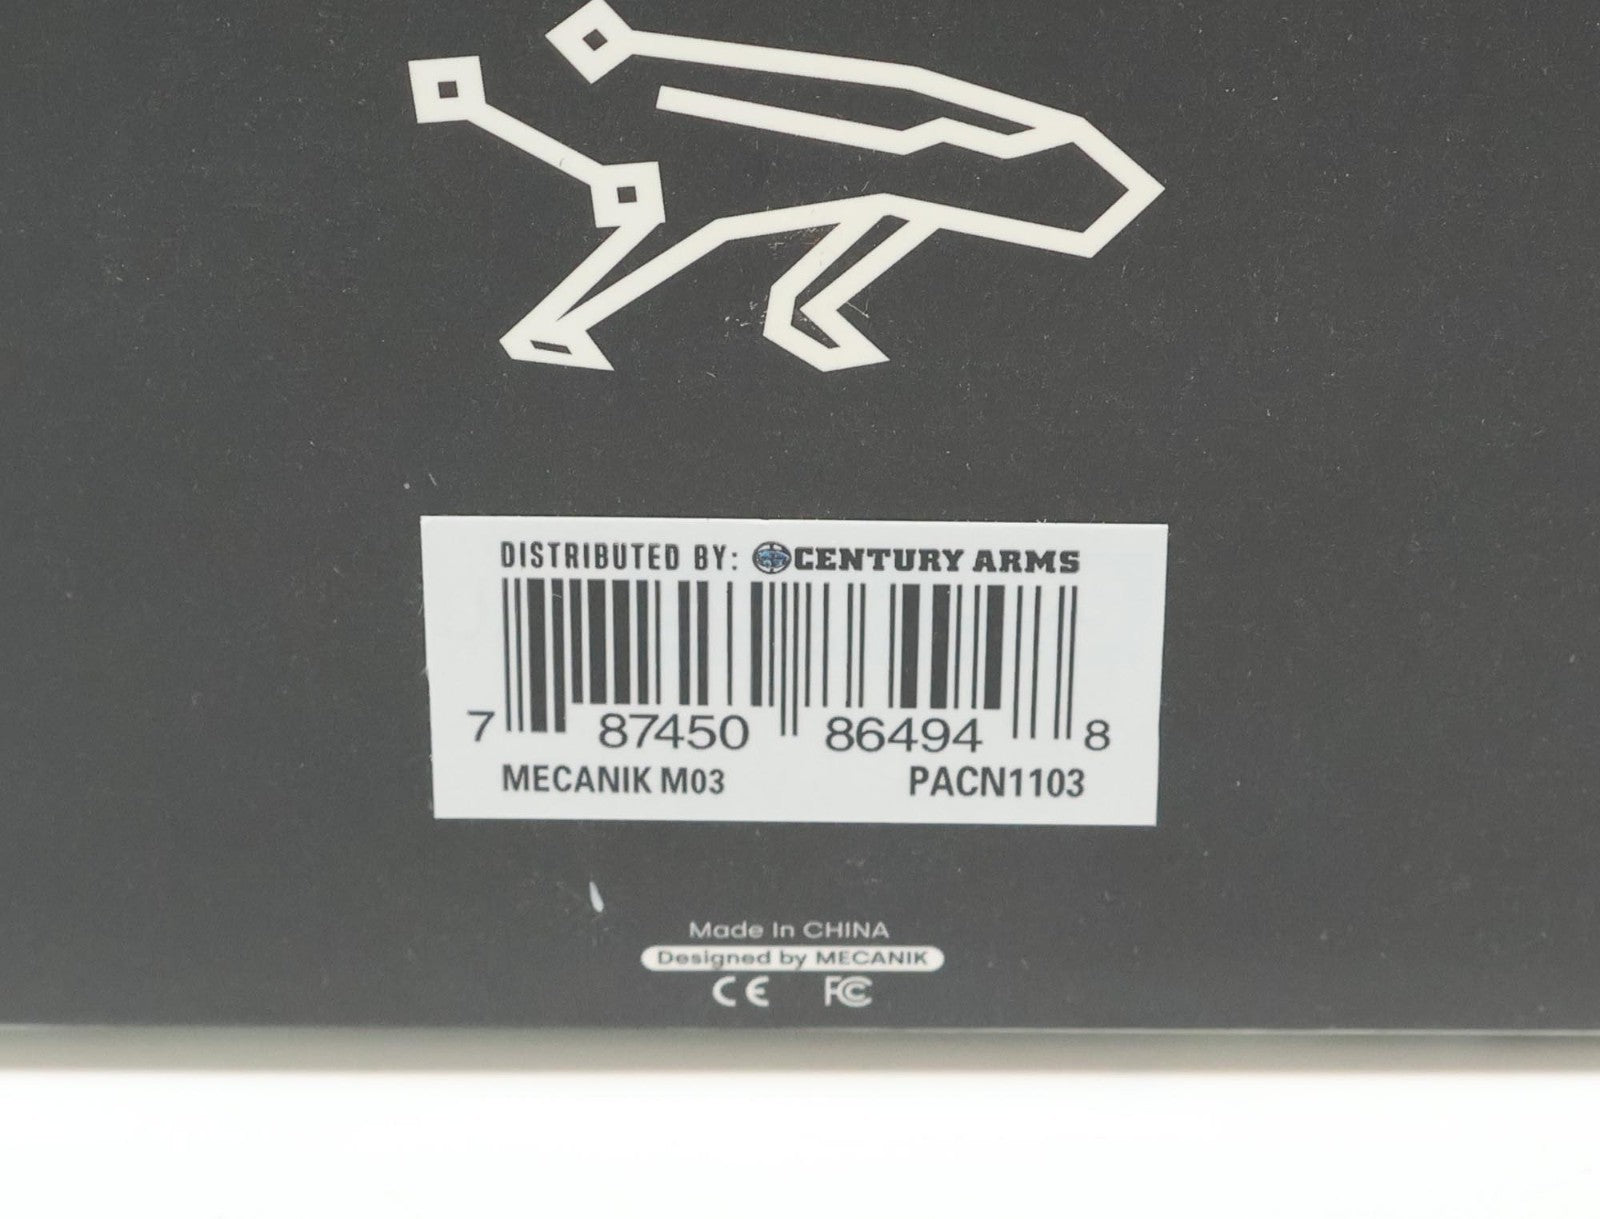 DISTRIBUTED BY: CENTURY ARMS
7 87450 86494 8
MECANIK M03 PACN1103
Made In CHINA
Designed by MECANIK
CE FC